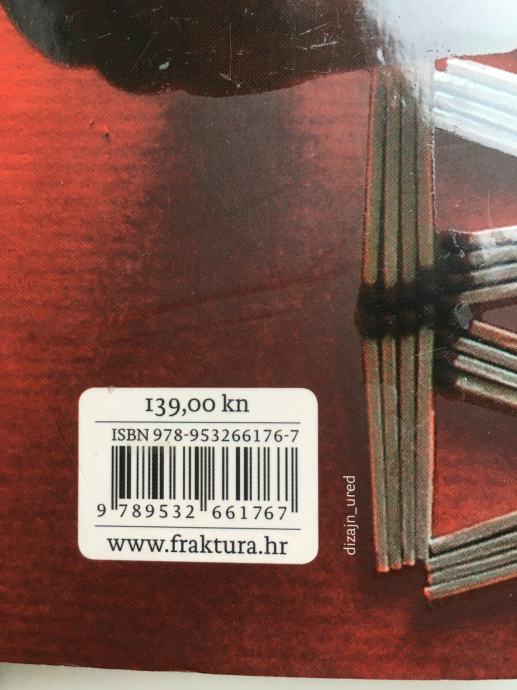 139,00 kn
ISBN 978-953266176-7
9 789532 661767
www.fraktura.hr
dizajn_ured